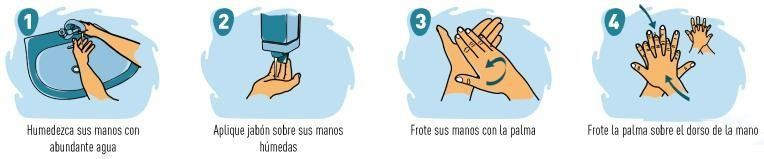 1
Humedezca sus manos con
abundante agua
2
Aplique jabón sobre sus manos
húmedas
3
Frote sus manos con la palma
4
Frote la palma sobre el dorso de la mano